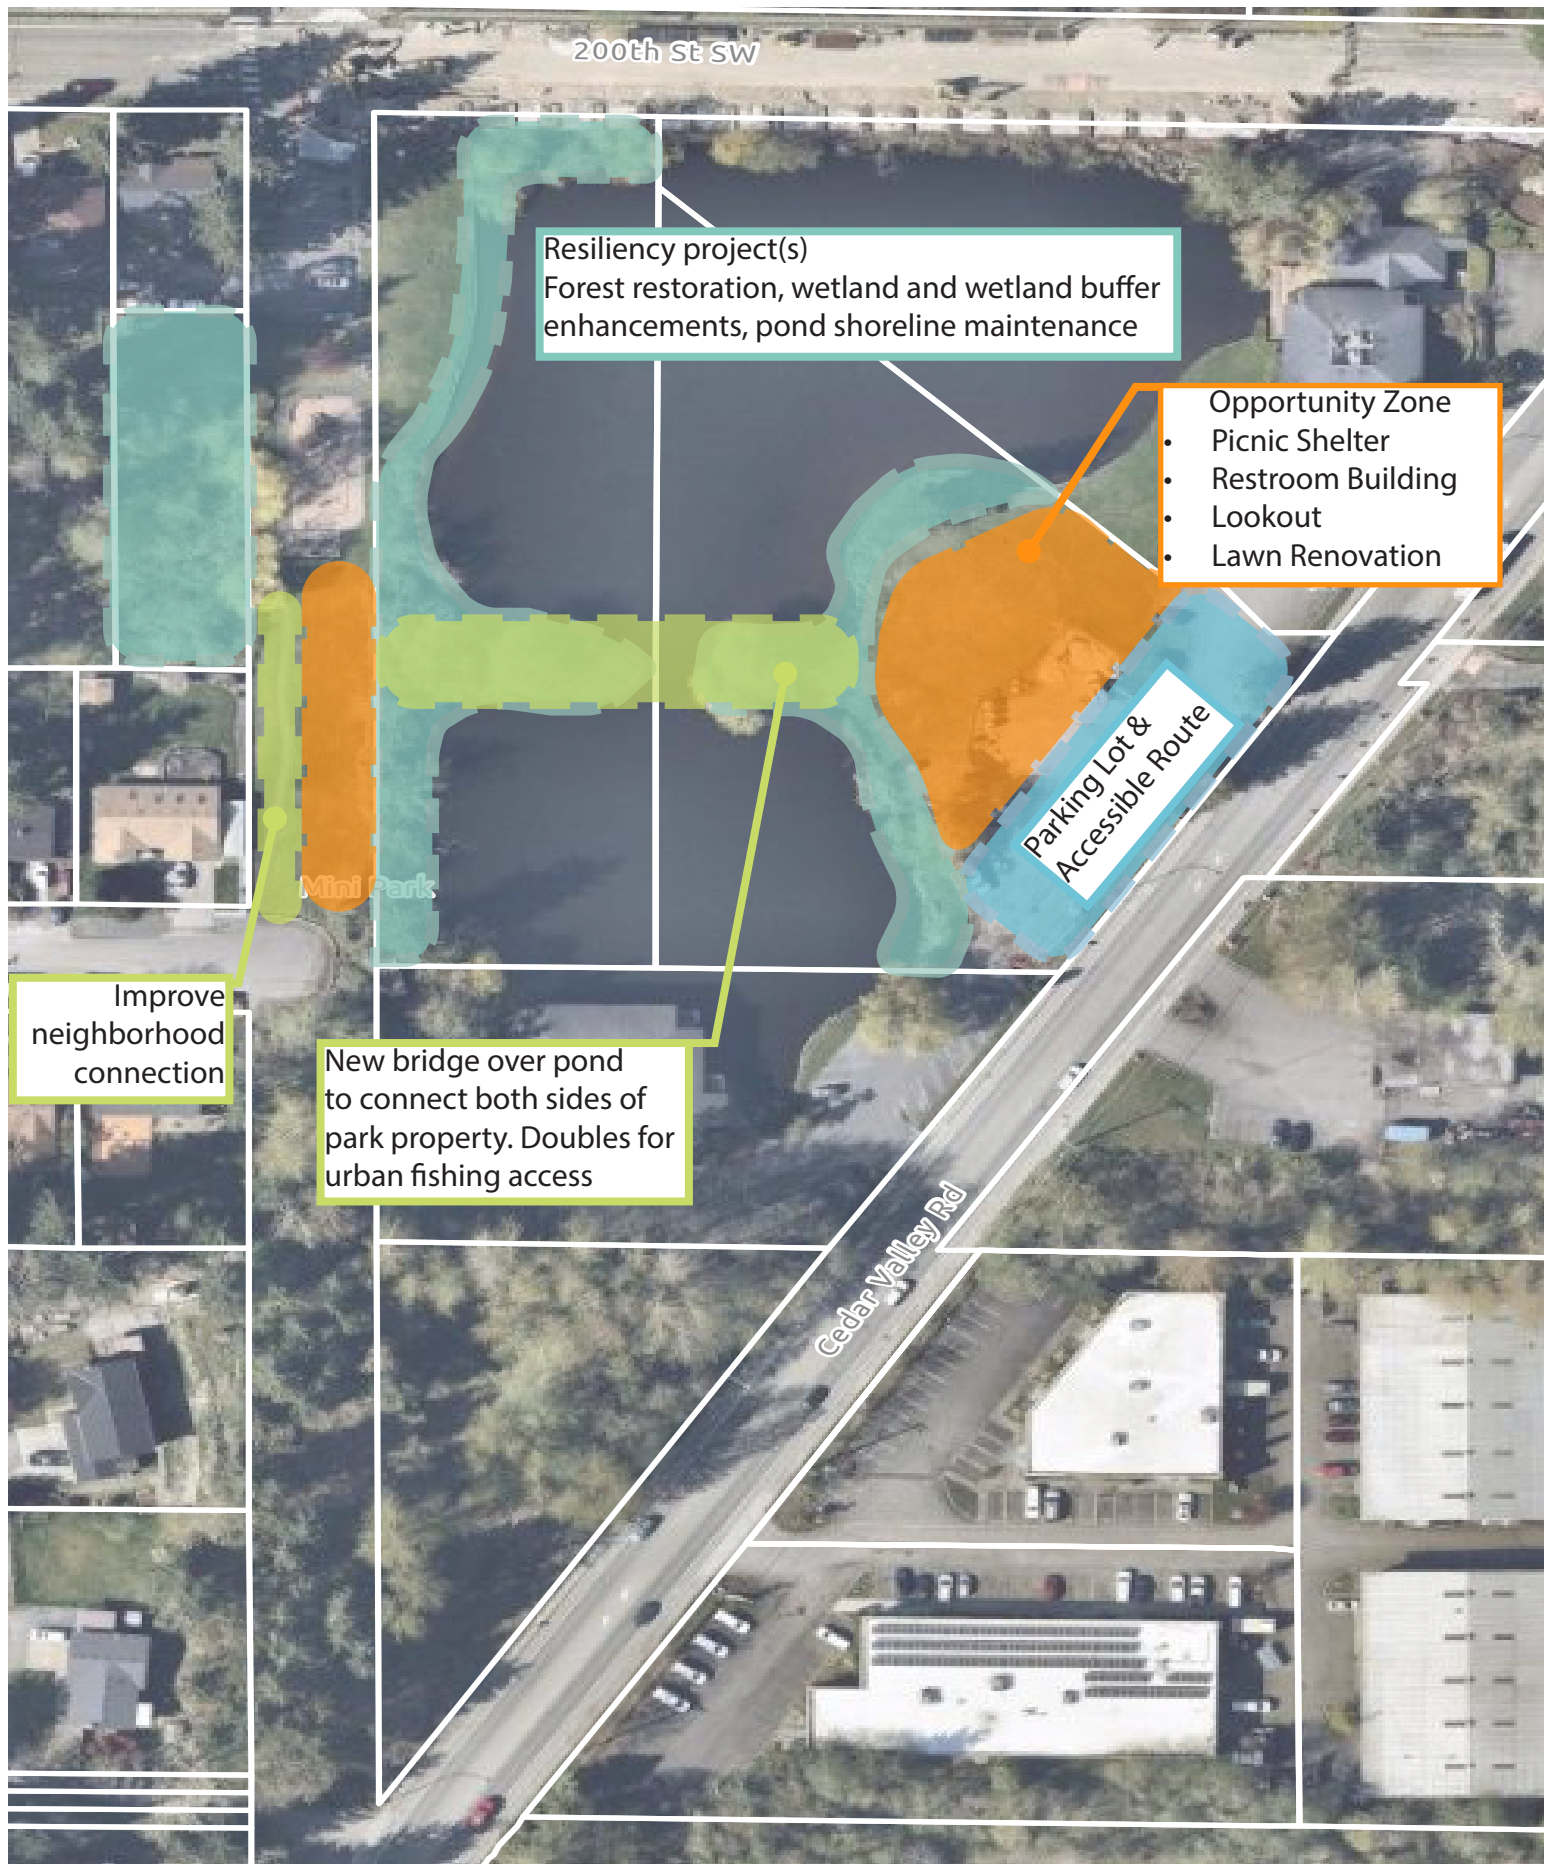 200th St SW
Resiliency project(s)
Forest restoration, wetland and wetland buffer
enhancements, pond shoreline maintenance
Opportunity Zone
• Picnic Shelter
• Restroom Building
• Lookout
• Lawn Renovation
Parking Lot &
Accessible Route
Mini Park
Improve
neighborhood
connection
New bridge over pond
to connect both sides of
park property. Doubles for
urban fishing access
Cedar Valley Rd